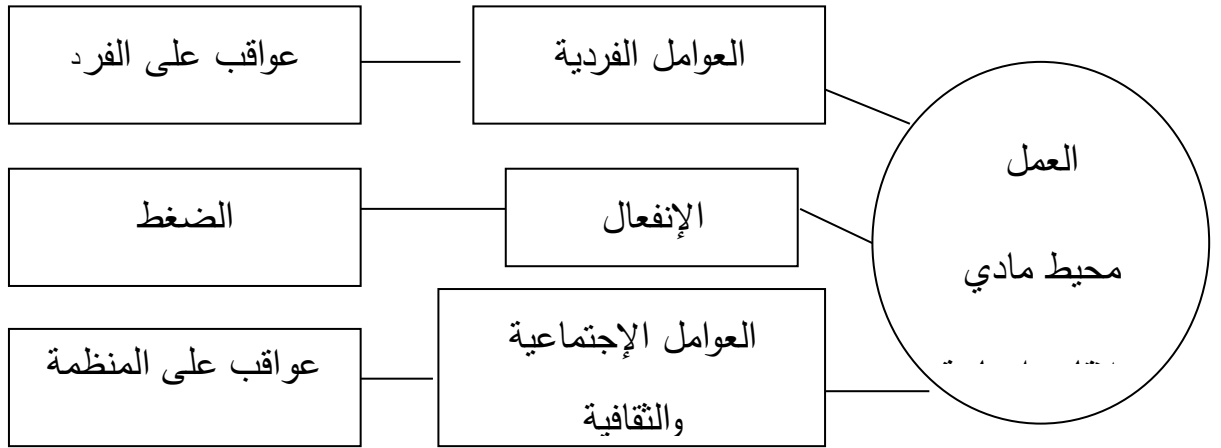 العمل
محيط مادي
العوامل الفردية
عواقب على الفرد
الإنفعال
الضغط
العوامل الإجتماعية
والثقافية
عواقب على المنظمة